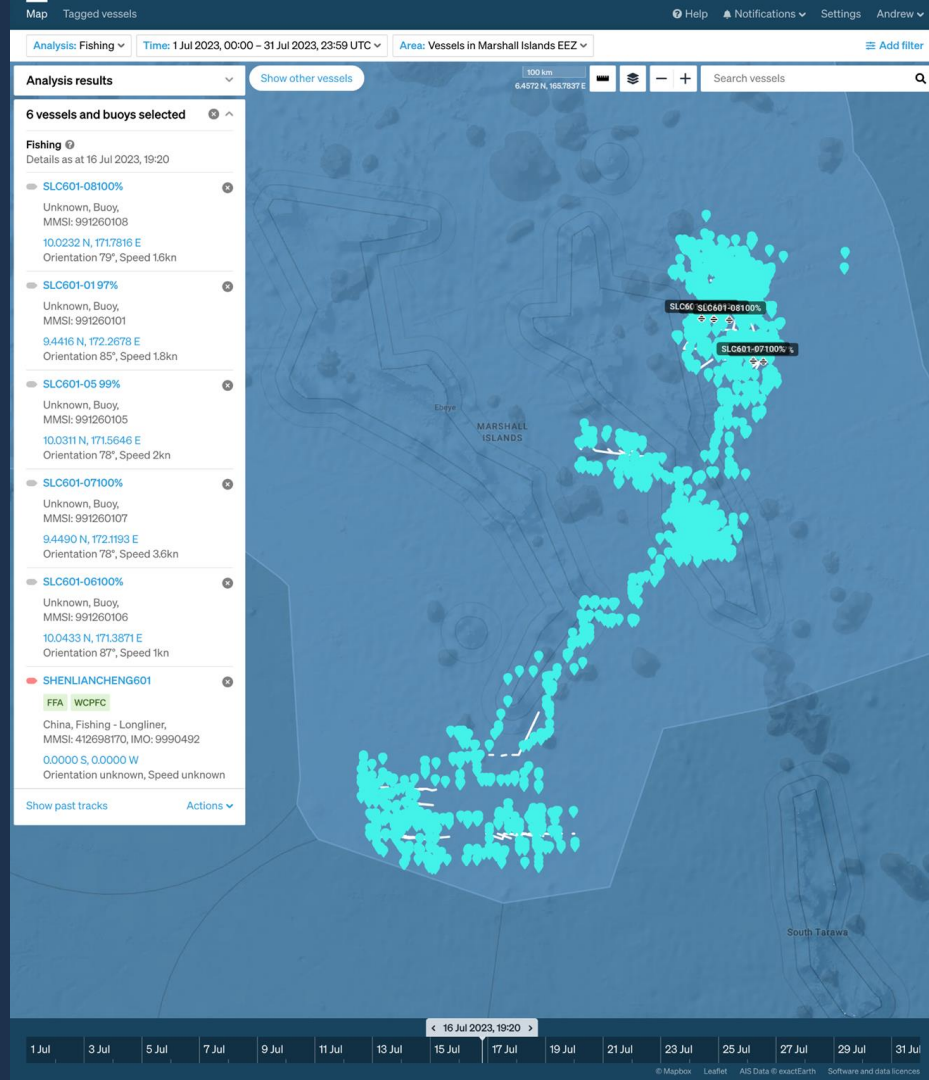 Map Tagged vessels Help Notifications Settings Andrew
Analysis: Fishing Time: 1 Jul 2023, 00:00 – 31 Jul 2023, 23:59 UTC Area: Vessels in Marshall Islands EEZ Add filter
Analysis results
Show other vessels
100 km
6.4572 N, 165.7837 E
Search vessels
6 vessels and buoys selected
Fishing
Details as at 16 Jul 2023, 19:20
SLC601-08100%
Unknown, Buoy,
MMSI: 991260108
10.0232 N, 171.7816 E
Orientation 79°, Speed 1.6kn
SLC601-01 97%
Unknown, Buoy,
MMSI: 991260101
9.4416 N, 172.2678 E
Orientation 85°, Speed 1.8kn
SLC601-05 99%
Unknown, Buoy,
MMSI: 991260105
10.0311 N, 171.5646 E
Orientation 78°, Speed 2kn
SLC601-07100%
Unknown, Buoy,
MMSI: 991260107
9.4490 N, 172.1193 E
Orientation 78°, Speed 3.6kn
SLC601-06100%
Unknown, Buoy,
MMSI: 991260106
10.0433 N, 171.3871 E
Orientation 87°, Speed 1kn
SHENLIANCHENG601
FFA WCPFC
China, Fishing - Longliner,
MMSI: 412698170, IMO: 9990492
0.0000 S, 0.0000 W
Orientation unknown, Speed unknown
Show past tracks Actions
SLC601-08100%
SLC601-07100%
Ebeye
MARSHALL
ISLANDS
South Tarawa
16 Jul 2023, 19:20
1 Jul 3 Jul 5 Jul 7 Jul 9 Jul 11 Jul 13 Jul 15 Jul 17 Jul 19 Jul 21 Jul 23 Jul 25 Jul 27 Jul 29 Jul 31 Jul
© Mapbox Leaflet AIS Data © exactEarth Software and data licences